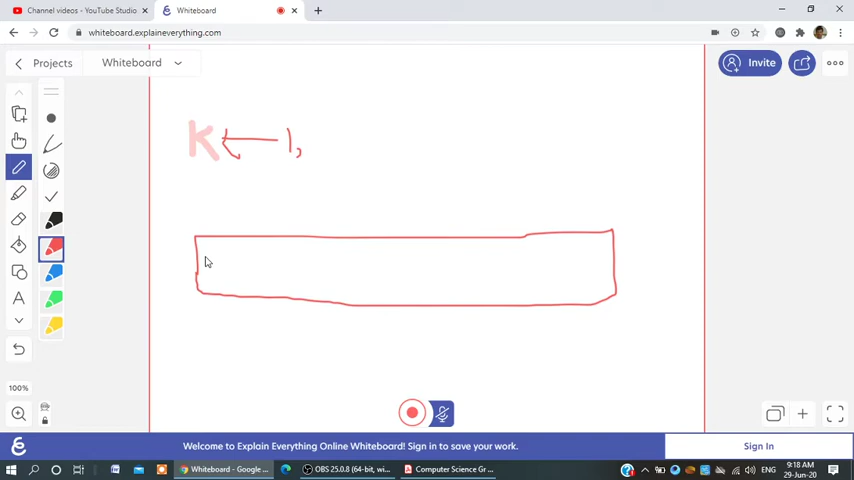 Channel videos - YouTube Studio
Whiteboard
whiteboard.explaineverything.com
Projects
Whiteboard
Invite
K ← 1,
100%
Welcome to Explain Everything Online Whiteboard! Sign in to save your work.
Sign In
Whiteboard - Google ...
OBS 25.0.8 (64-bit, wi...
Computer Science Gr ...
ENG
9:18 AM
29-Jun-20